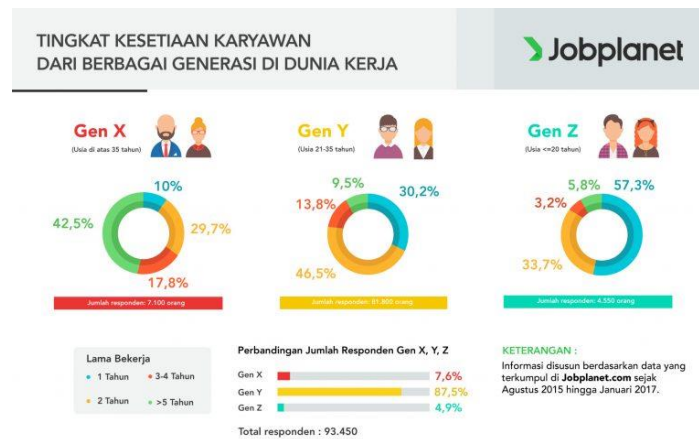 TINGKAT KESETIAAN KARYAWAN
DARI BERBAGAI GENERASI DI DUNIA KERJA
Jobplanet
Gen X
(Usia di atas 35 tahun)
10%
29,7%
17,8%
42,5%
Jumlah responden: 7.100 orang
Gen Y
(Usia 21-35 tahun)
9,5%
30,2%
13,8%
46,5%
Jumlah responden: 81.800 orang
Gen Z
(Usia <=20 tahun)
5,8%
57,3%
3,2%
33,7%
Jumlah responden: 4.550 orang
Lama Bekerja
1 Tahun
3-4 Tahun
2 Tahun
>5 Tahun
Perbandingan Jumlah Responden Gen X, Y, Z
Gen X 7,6%
Gen Y 87,5%
Gen Z 4,9%
Total responden : 93.450
KETERANGAN :
Informasi disusun berdasarkan data yang
terkumpul di Jobplanet.com sejak
Agustus 2015 hingga Januari 2017.